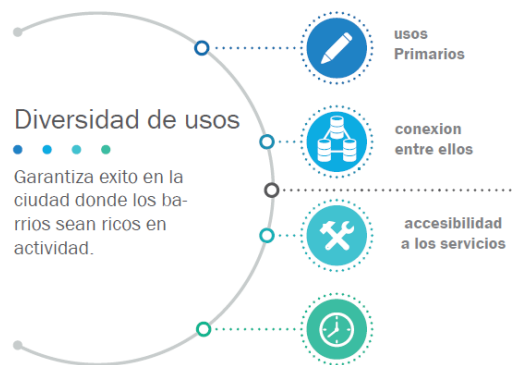 Diversidad de usos
Garantiza exito en la
ciudad donde los ba-
rrios sean ricos en
actividad.
usos
Primarios
conexion
entre ellos
accesibilidad
a los servicios